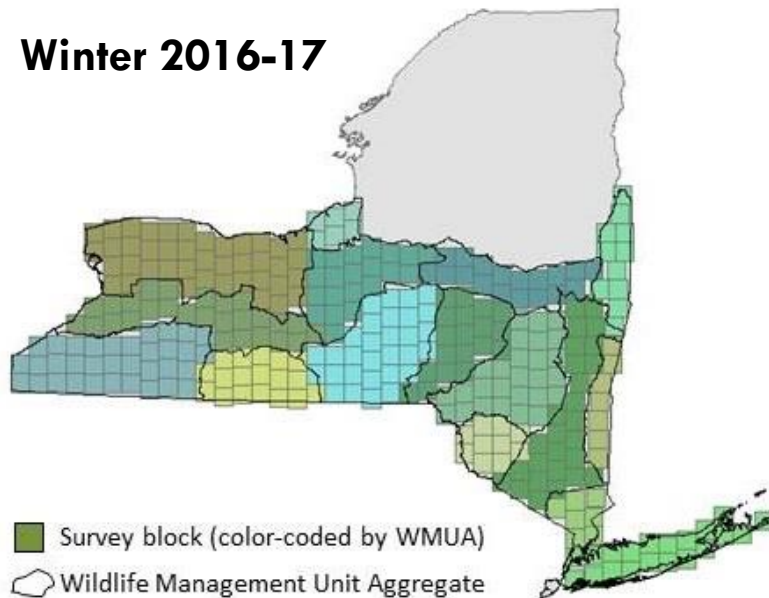 Winter 2016-17
Survey block (color-coded by WMUA)
Wildlife Management Unit Aggregate